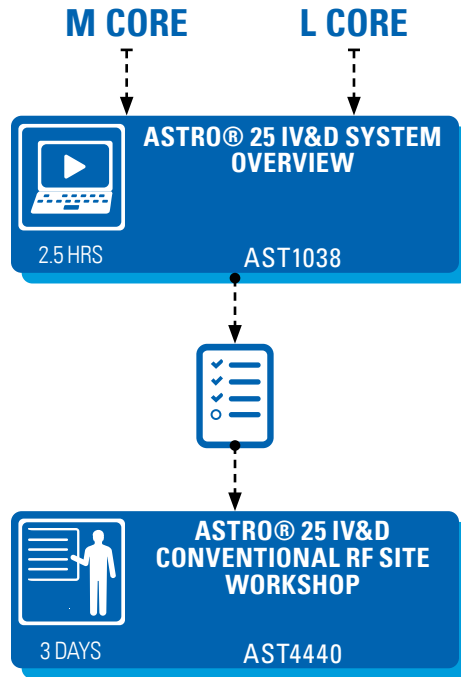 M CORE
L CORE
ASTRO® 25 IV&D SYSTEM
OVERVIEW
2.5 HRS
AST1038
ASTRO® 25 IV&D
CONVENTIONAL RF SITE
WORKSHOP
3 DAYS
AST4440